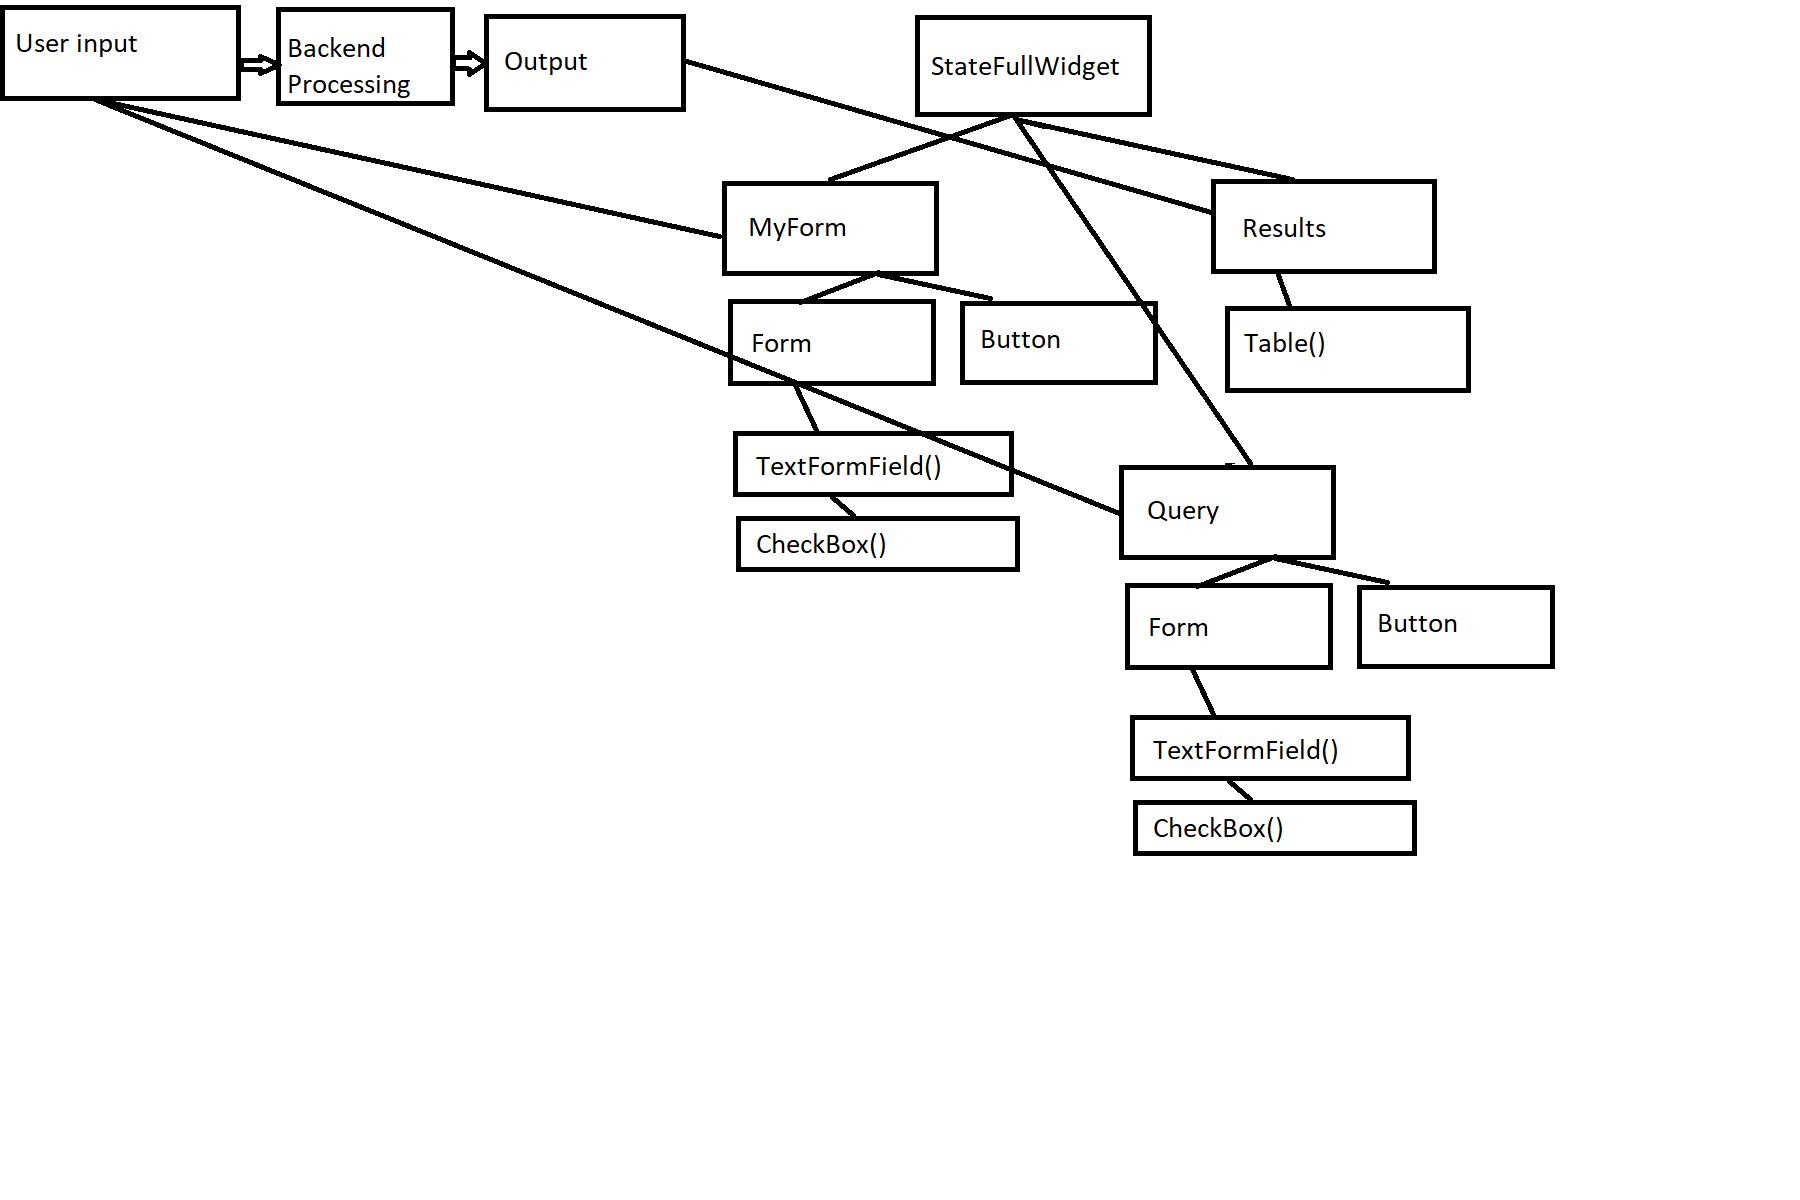 User input
Backend
Processing
Output
StateFullWidget
MyForm
Results
Form
Button
Table()
TextFormField()
CheckBox()
Query
Form
Button
TextFormField()
CheckBox()